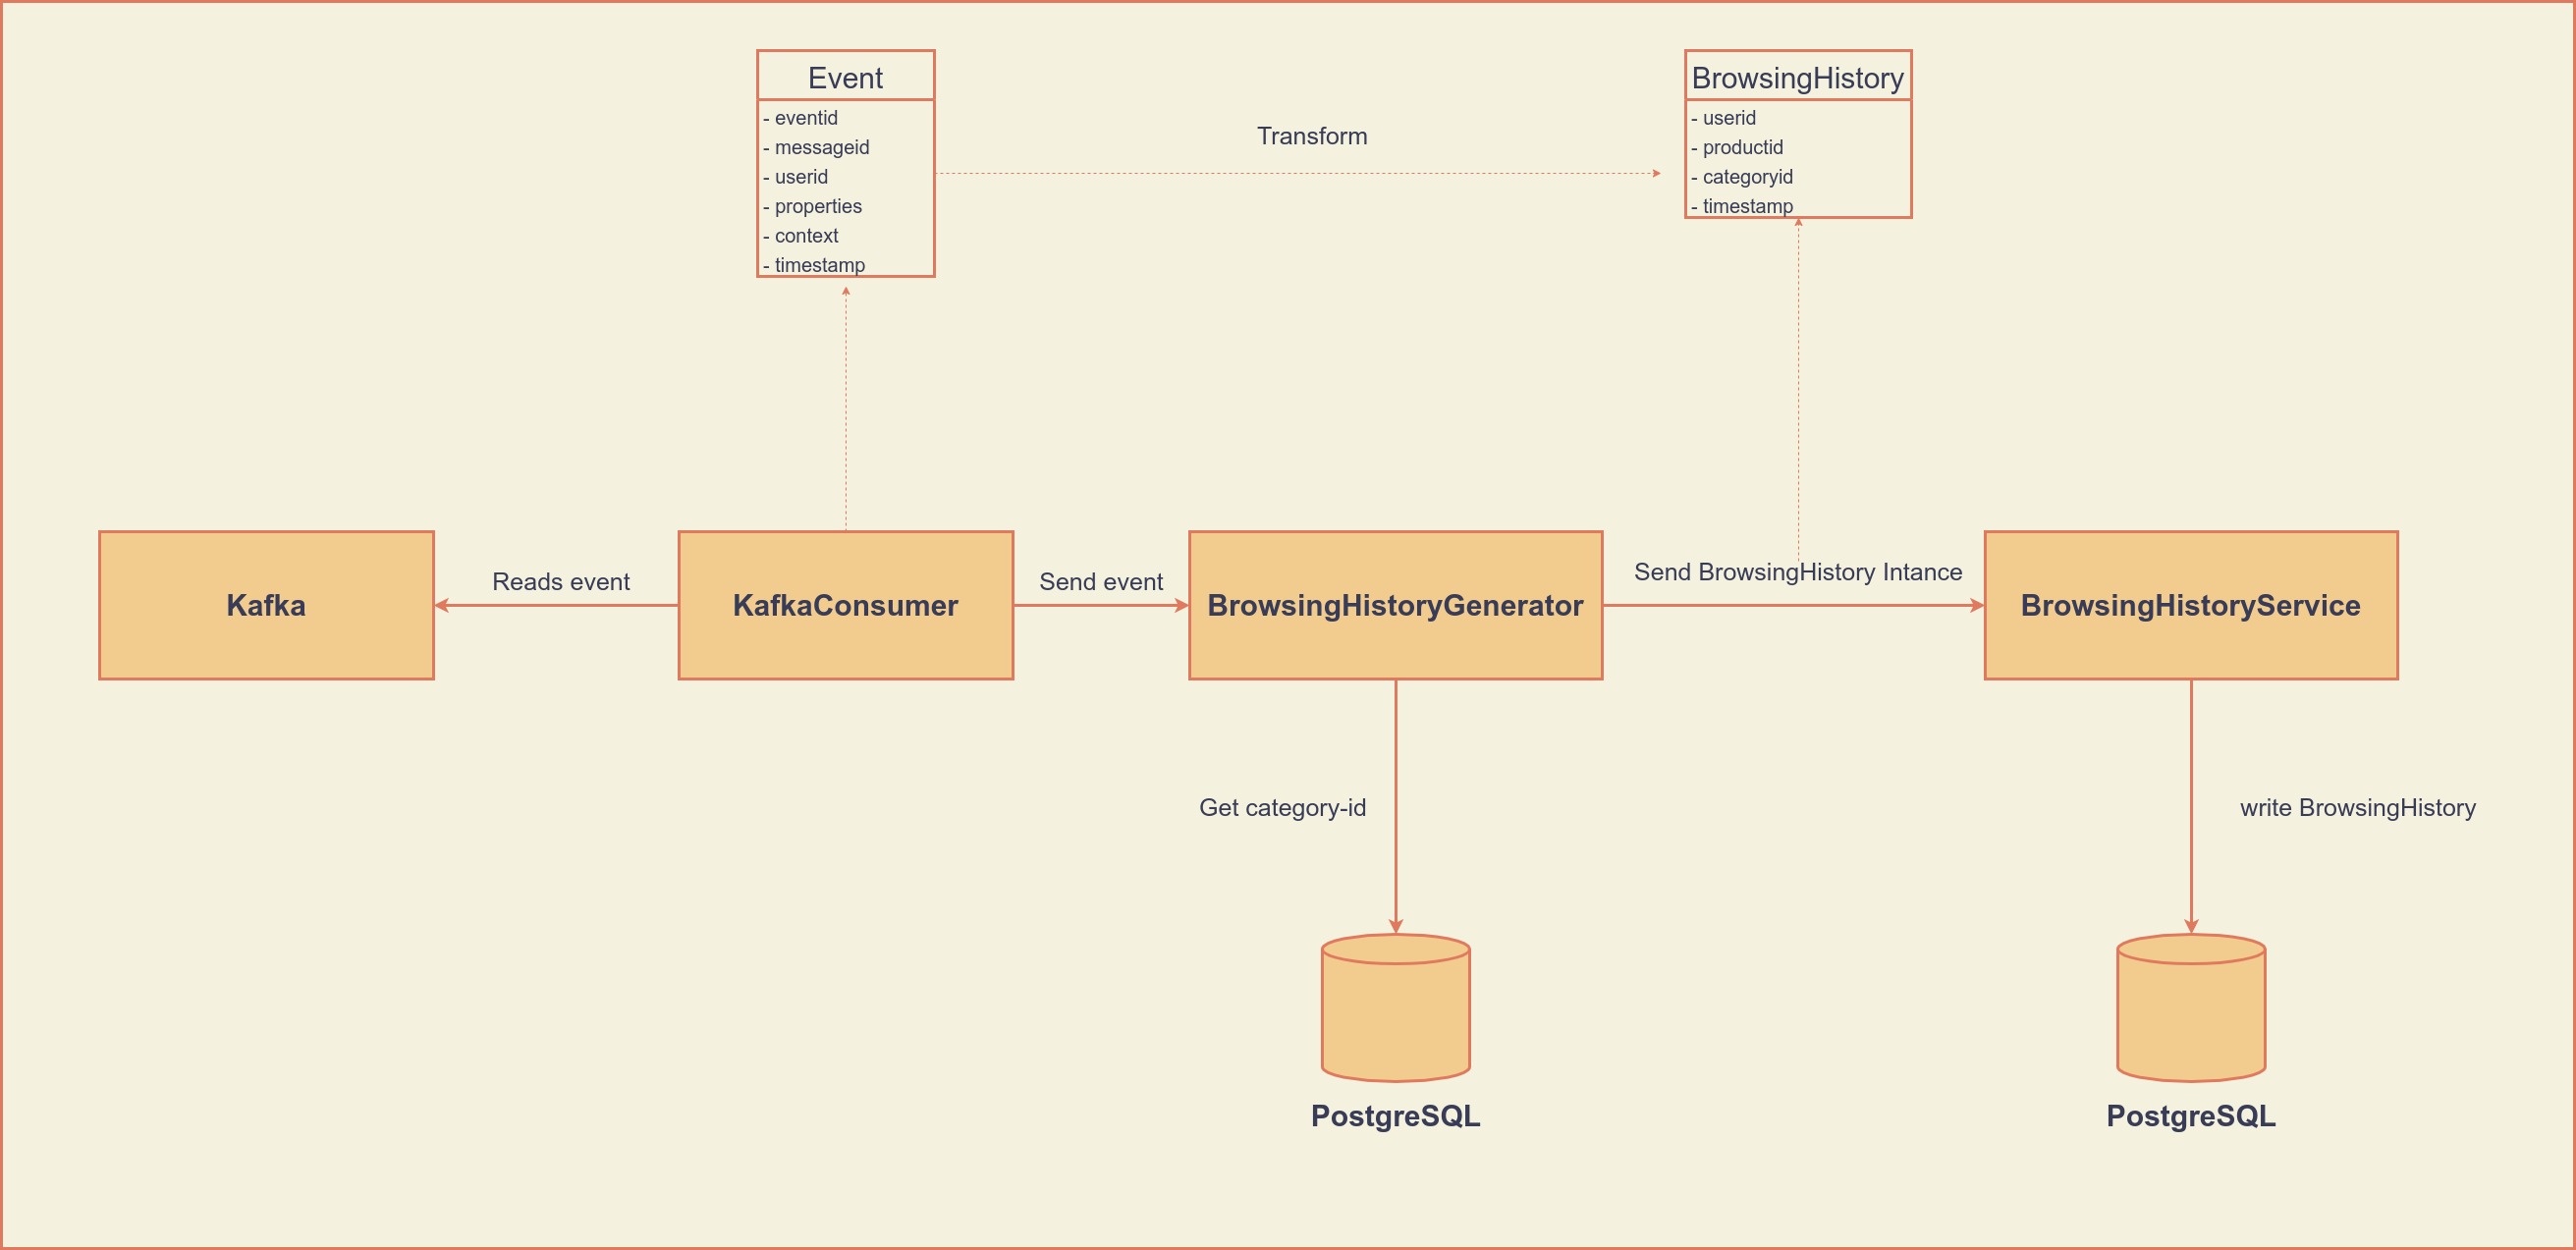 Event
- eventid
- messageid
- userid
- properties
- context
- timestamp
Transform
BrowsingHistory
- userid
- productid
- categoryid
- timestamp
Kafka
Reads event
KafkaConsumer
Send event
BrowsingHistoryGenerator
Send BrowsingHistory Intance
BrowsingHistoryService
Get category-id
write BrowsingHistory
PostgreSQL
PostgreSQL